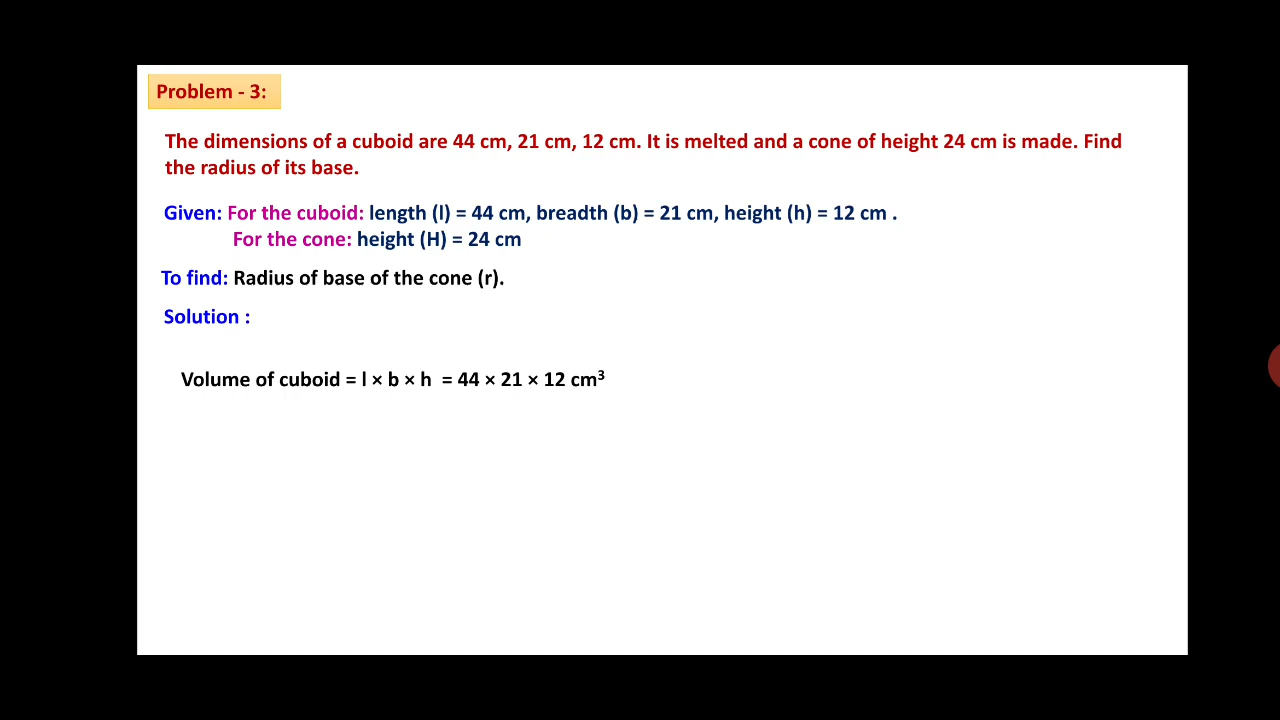 Problem - 3:
The dimensions of a cuboid are 44 cm, 21 cm, 12 cm. It is melted and a cone of height 24 cm is made. Find
the radius of its base.
Given: For the cuboid: length (l) = 44 cm, breadth (b) = 21 cm, height (h) = 12 cm .
For the cone: height (H) = 24 cm
To find: Radius of base of the cone (r).
Solution :
Volume of cuboid = l × b × h  = 44 × 21 × 12 cm³